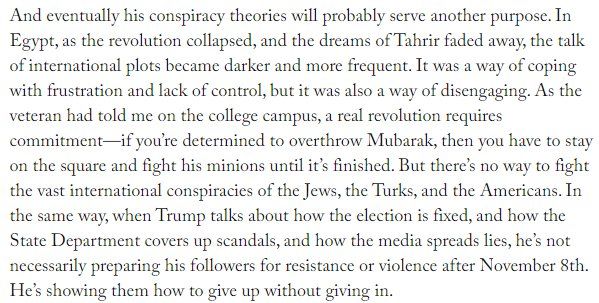 And eventually his conspiracy theories will probably serve another purpose. In
Egypt, as the revolution collapsed, and the dreams of Tahrir faded away, the talk
of international plots became darker and more frequent. It was a way of coping
with frustration and lack of control, but it was also a way of disengaging. As the
veteran had told me on the college campus, a real revolution requires
commitment—if you’re determined to overthrow Mubarak, then you have to stay
on the square and fight his minions until it’s finished. But there’s no way to fight
the vast international conspiracies of the Jews, the Turks, and the Americans. In
the same way, when Trump talks about how the election is fixed, and how the
State Department covers up scandals, and how the media spreads lies, he’s not
necessarily preparing his followers for resistance or violence after November 8th.
He’s showing them how to give up without giving in.